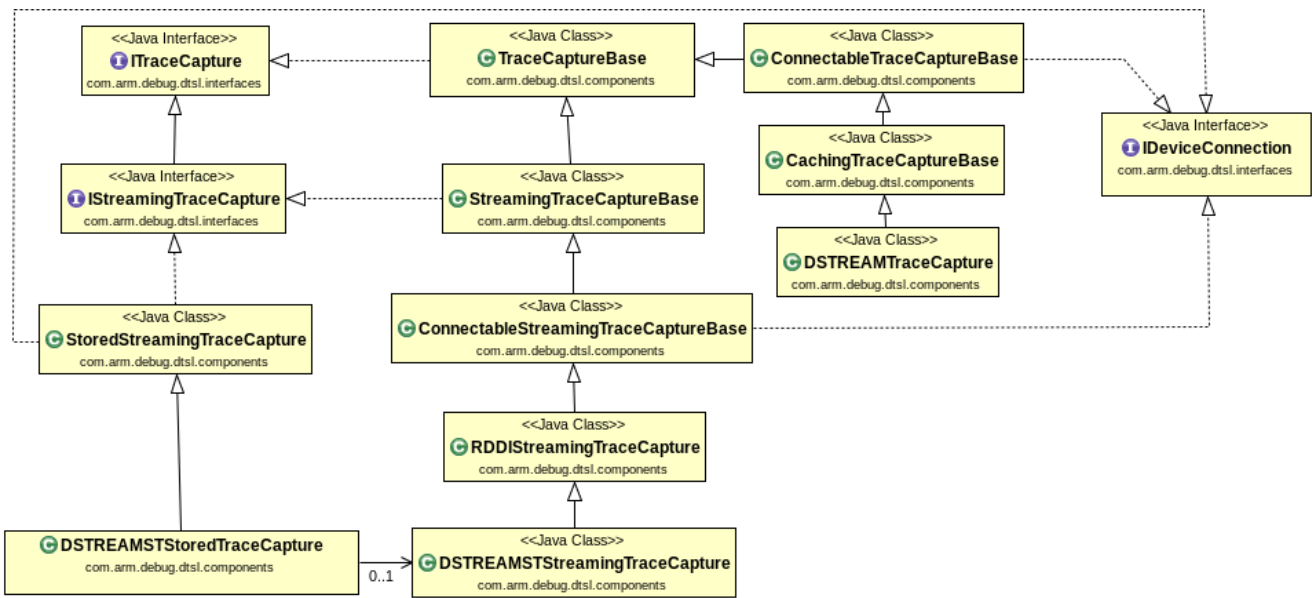 <<Java Interface>>
I ITraceCapture
com.arm.debug.dtsl.interfaces
<<Java Class>>
C TraceCaptureBase
com.arm.debug.dtsl.components
<<Java Class>>
C ConnectableTraceCaptureBase
com.arm.debug.dtsl.components
<<Java Interface>>
I IDeviceConnection
com.arm.debug.dtsl.interfaces
<<Java Class>>
C CachingTraceCaptureBase
com.arm.debug.dtsl.components
<<Java Interface>>
I IStreamingTraceCapture
com.arm.debug.dtsl.interfaces
<<Java Class>>
C StreamingTraceCaptureBase
com.arm.debug.dtsl.components
<<Java Class>>
C DSTREAMTraceCapture
com.arm.debug.dtsl.components
<<Java Class>>
C StoredStreamingTraceCapture
com.arm.debug.dtsl.components
<<Java Class>>
C ConnectableStreamingTraceCaptureBase
com.arm.debug.dtsl.components
<<Java Class>>
C RDDIStreamingTraceCapture
com.arm.debug.dtsl.components
C DSTREAMSTStoredTraceCapture
com.arm.debug.dtsl.components
0..1
<<Java Class>>
C DSTREAMSTStreamingTraceCapture
com.arm.debug.dtsl.components